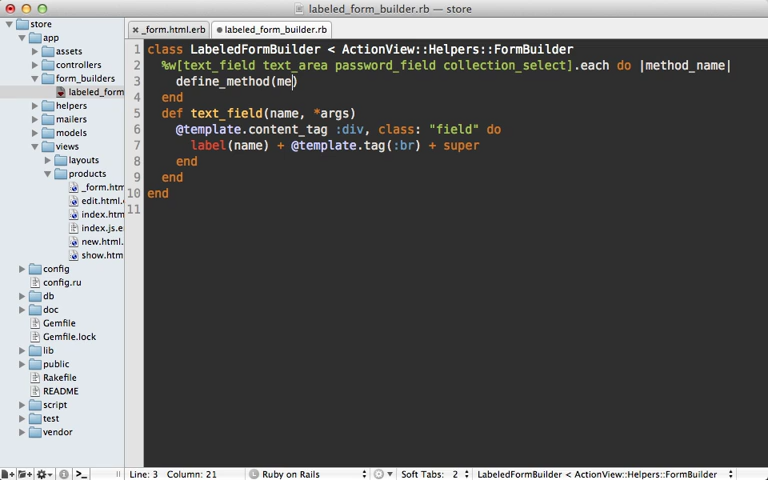 labeled_form_builder.rb — store
store
app
assets
controllers
form_builders
labeled_form
helpers
mailers
models
views
layouts
products
_form.htm
edit.html.
index.htm
index.js.e
new.html.
show.htm
config
config.ru
db
doc
Gemfile
Gemfile.lock
lib
public
Rakefile
README
script
test
vendor
_form.html.erb
labeled_form_builder.rb
1 class LabeledFormBuilder < ActionView::Helpers::FormBuilder
2 %w[text_field text_area password_field collection_select].each do |method_name|
3 define_method(me)
4 end
5 def text_field(name, *args)
6 @template.content_tag :div, class: "field" do
7 label(name) + @template.tag(:br) + super
8 end
9 end
10 end
11
Line: 3 Column: 21
Ruby on Rails
Soft Tabs: 2
LabeledFormBuilder < ActionView::Helpers::FormBuilder